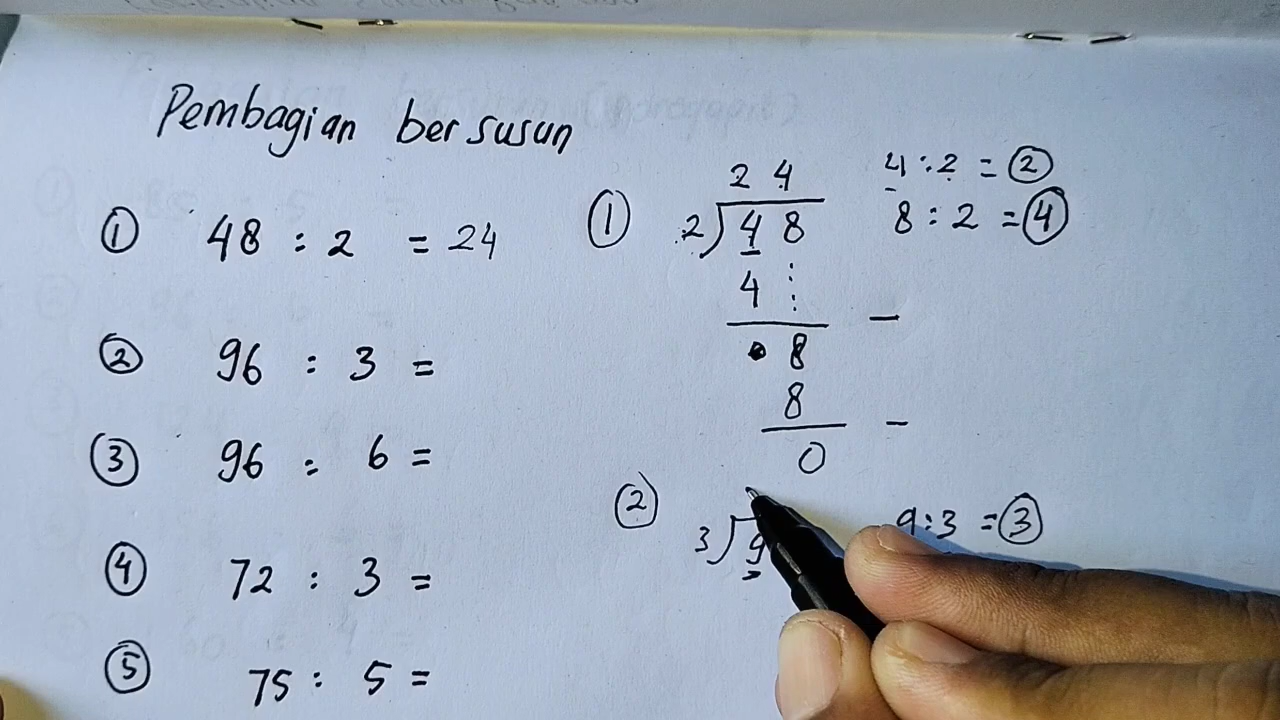 Pembagian bersusun
① 48 : 2 = 24
② 96 : 3 =
③ 96 : 6 =
④ 72 : 3 =
⑤ 75 : 5 =
① 24
2 48
4
8
8
0
4 : 2 = ②
8 : 2 = ④
②
3 9
9 : 3 = ③